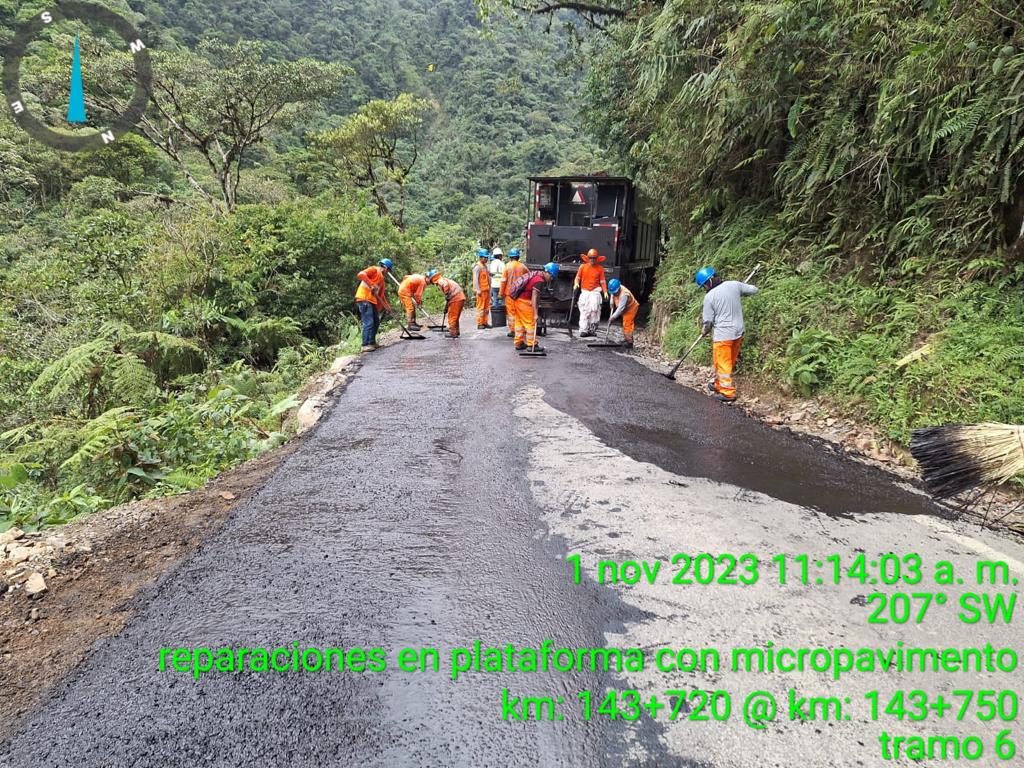 S
W
E
N
1 nov 2023 11:14:03 a. m.
207° SW
reparaciones en plataforma con micropavimento
km: 143+720 @ km: 143+750
tramo 6